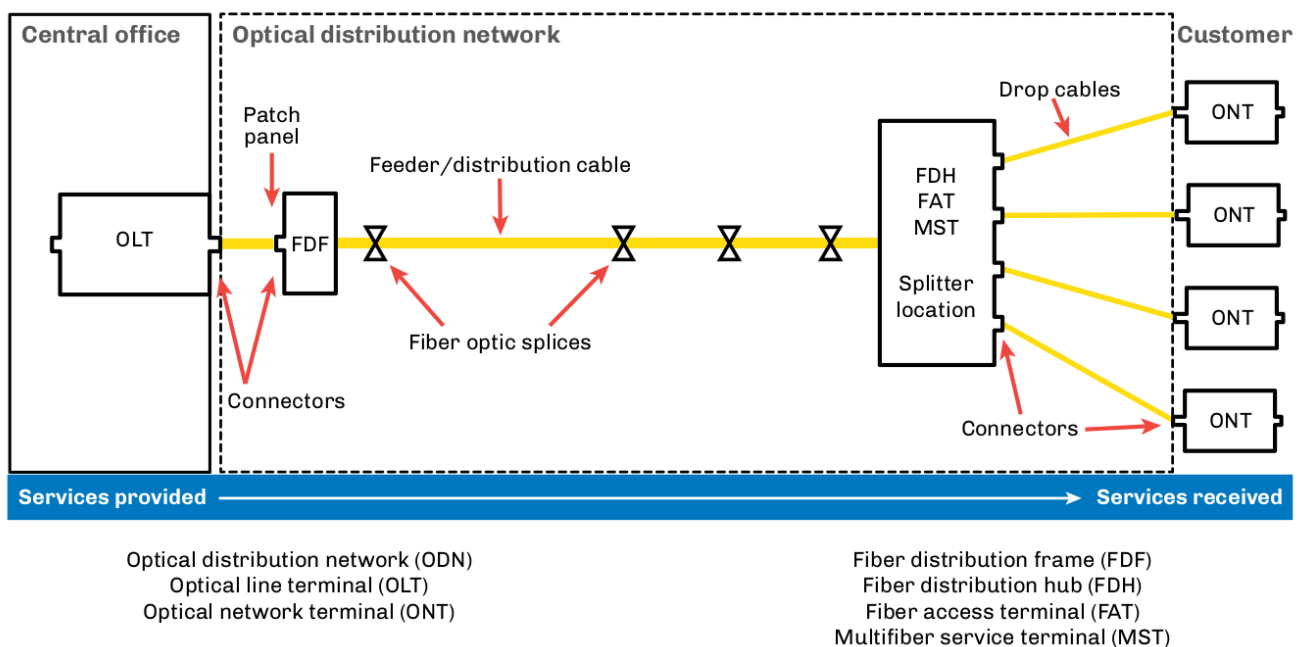 Central office
Optical distribution network
Customer
Patch
panel
Feeder/distribution cable
Drop cables
OLT
FDF
FDH
FAT
MST
Splitter
location
ONT
ONT
ONT
ONT
Fiber optic splices
Connectors
Connectors
Services provided
Services received
Optical distribution network (ODN)
Optical line terminal (OLT)
Optical network terminal (ONT)
Fiber distribution frame (FDF)
Fiber distribution hub (FDH)
Fiber access terminal (FAT)
Multifiber service terminal (MST)